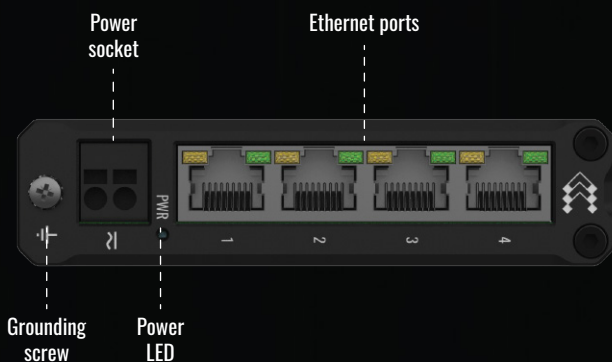 Power
socket
Ethernet ports
PWR
1
2
3
4
Grounding
screw
Power
LED